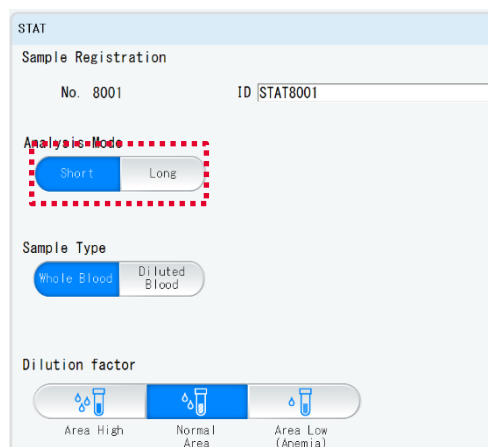 STAT
Sample Registration
No. 8001 ID STAT8001
Analysis Mode
Short Long
Sample Type
Whole Blood Diluted Blood
Dilution factor
Area High Normal Area Area Low (Anemia)